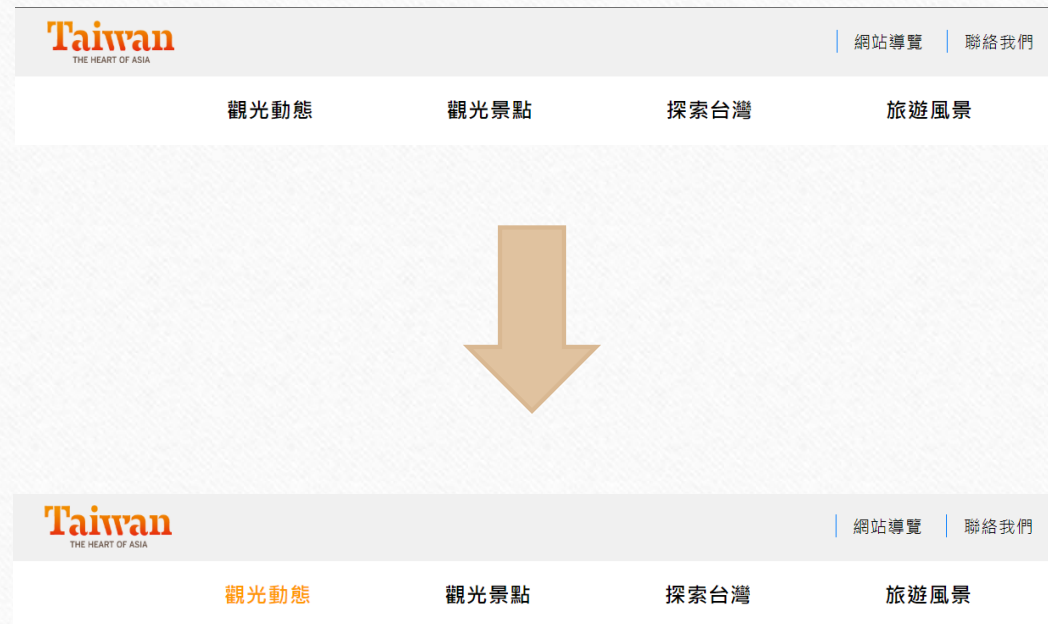 Taiwan
THE HEART OF ASIA
網站導覽 聯絡我們
觀光動態 觀光景點 探索台灣 旅遊風景
Taiwan
THE HEART OF ASIA
網站導覽 聯絡我們
觀光動態 觀光景點 探索台灣 旅遊風景